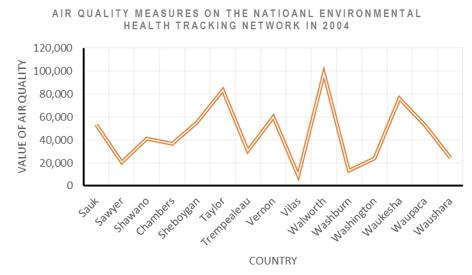 AIR QUALITY MEASURES ON THE NATIOANL ENVIRONMENTAL
HEALTH TRACKING NETWORK IN 2004
120,000
100,000
80,000
60,000
40,000
20,000
0
VALUE OF AIR QUALITY
Sauk
Sawyer
Shawano
Chambers
Sheboygan
Taylor
Trempealeau
Vernon
Vilas
Walworth
Washburn
Washington
Waukesha
Waupaca
Waushara
COUNTRY